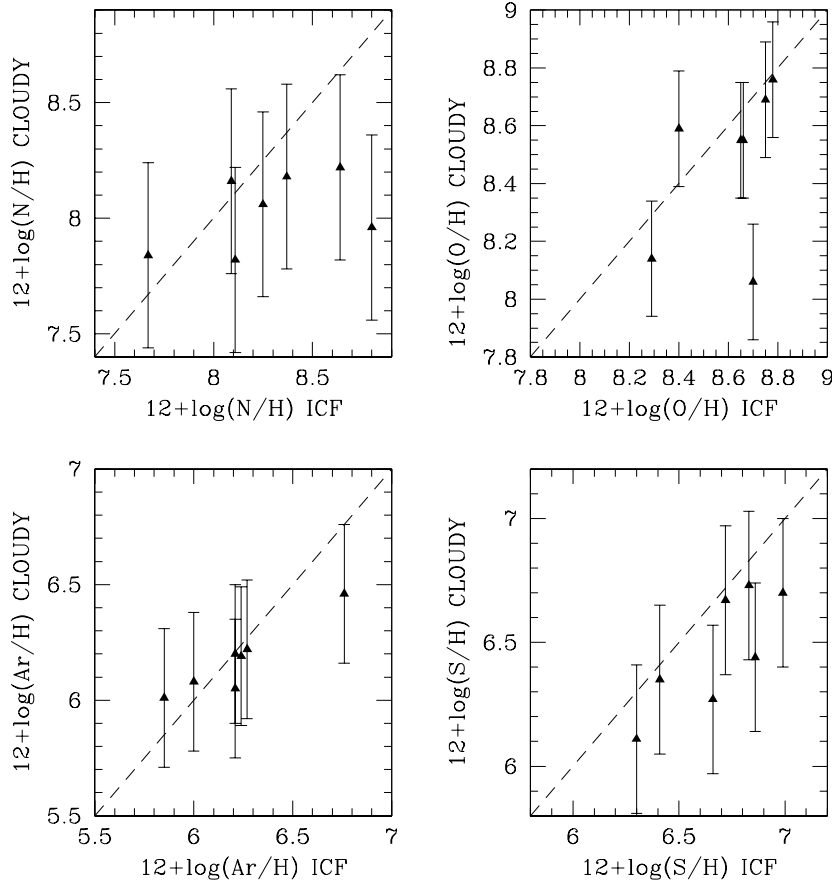 12+log(N/H) CLOUDY
8.5
8
7.5
7.5 8 8.5
12+log(N/H) ICF
12+log(O/H) CLOUDY
9
8.8
8.6
8.4
8.2
8
7.8
7.8 8 8.2 8.4 8.6 8.8 9
12+log(O/H) ICF
12+log(Ar/H) CLOUDY
7
6.5
6
5.5
5.5 6 6.5 7
12+log(Ar/H) ICF
12+log(S/H) CLOUDY
7
6.5
6
6 6.5 7
12+log(S/H) ICF